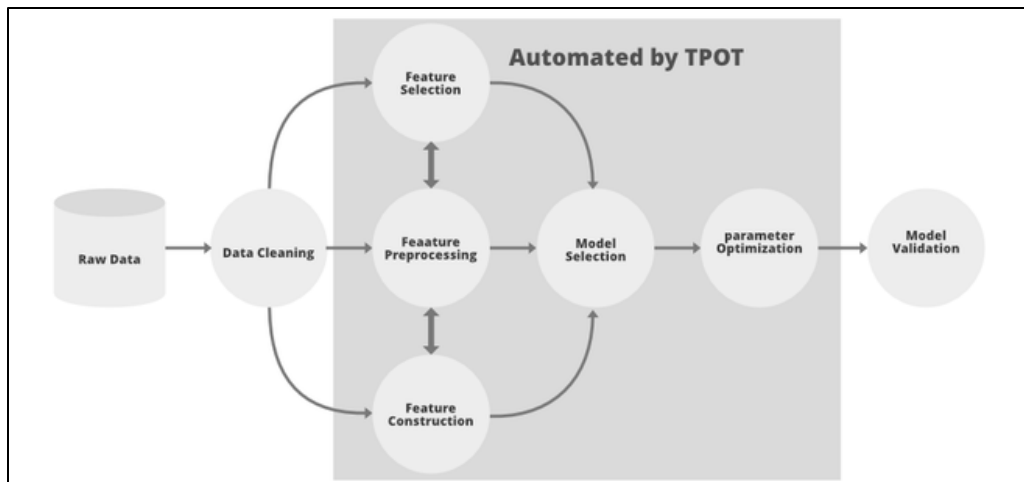 Automated by TPOT
Feature
Selection
Raw Data
Data Cleaning
Feaature
Preprocessing
Model
Selection
parameter
Optimization
Model
Validation
Feature
Construction